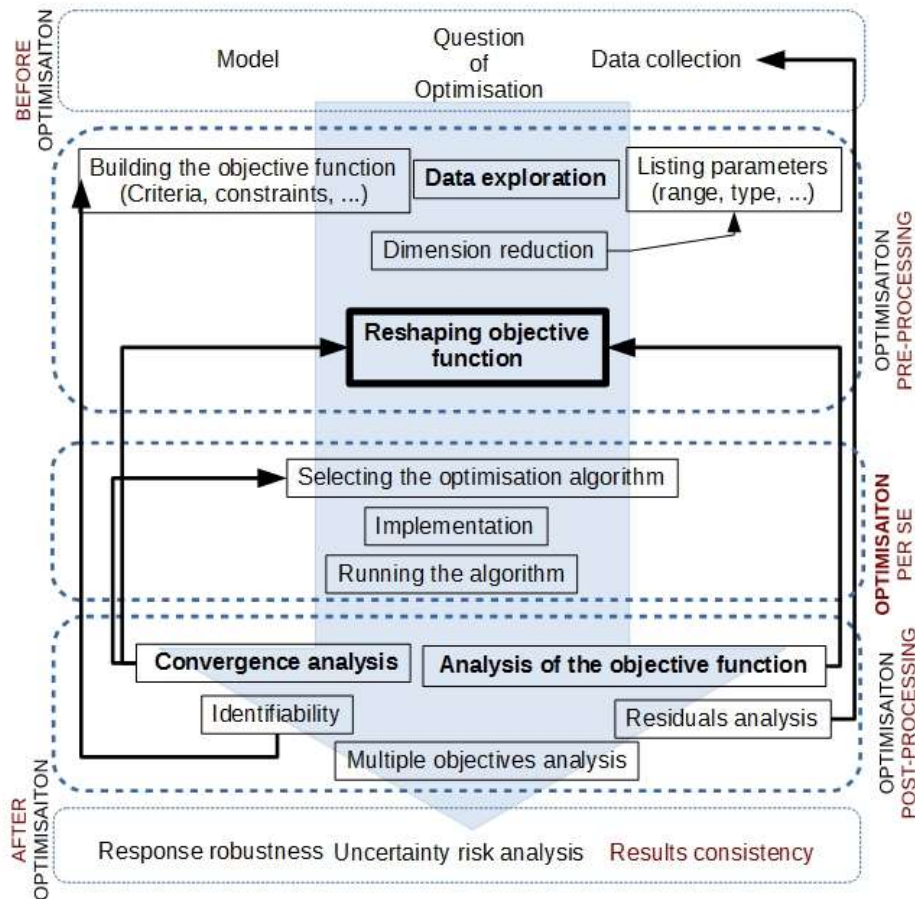 BEFORE
OPTIMISAITON
Model
Question
of
Optimisation
Data collection
Building the objective function
(Criteria, constraints, ...)
Data exploration
Listing parameters
(range, type, ...)
Dimension reduction
Reshaping objective
function
OPTIMISAITON
PRE-PROCESSING
Selecting the optimisation algorithm
Implementation
Running the algorithm
OPTIMISAITON
PER SE
Convergence analysis
Analysis of the objective function
Identifiability
Residuals analysis
Multiple objectives analysis
OPTIMISAITON
POST-PROCESSING
AFTER
OPTIMISAITON
Response robustness
Uncertainty risk analysis
Results consistency